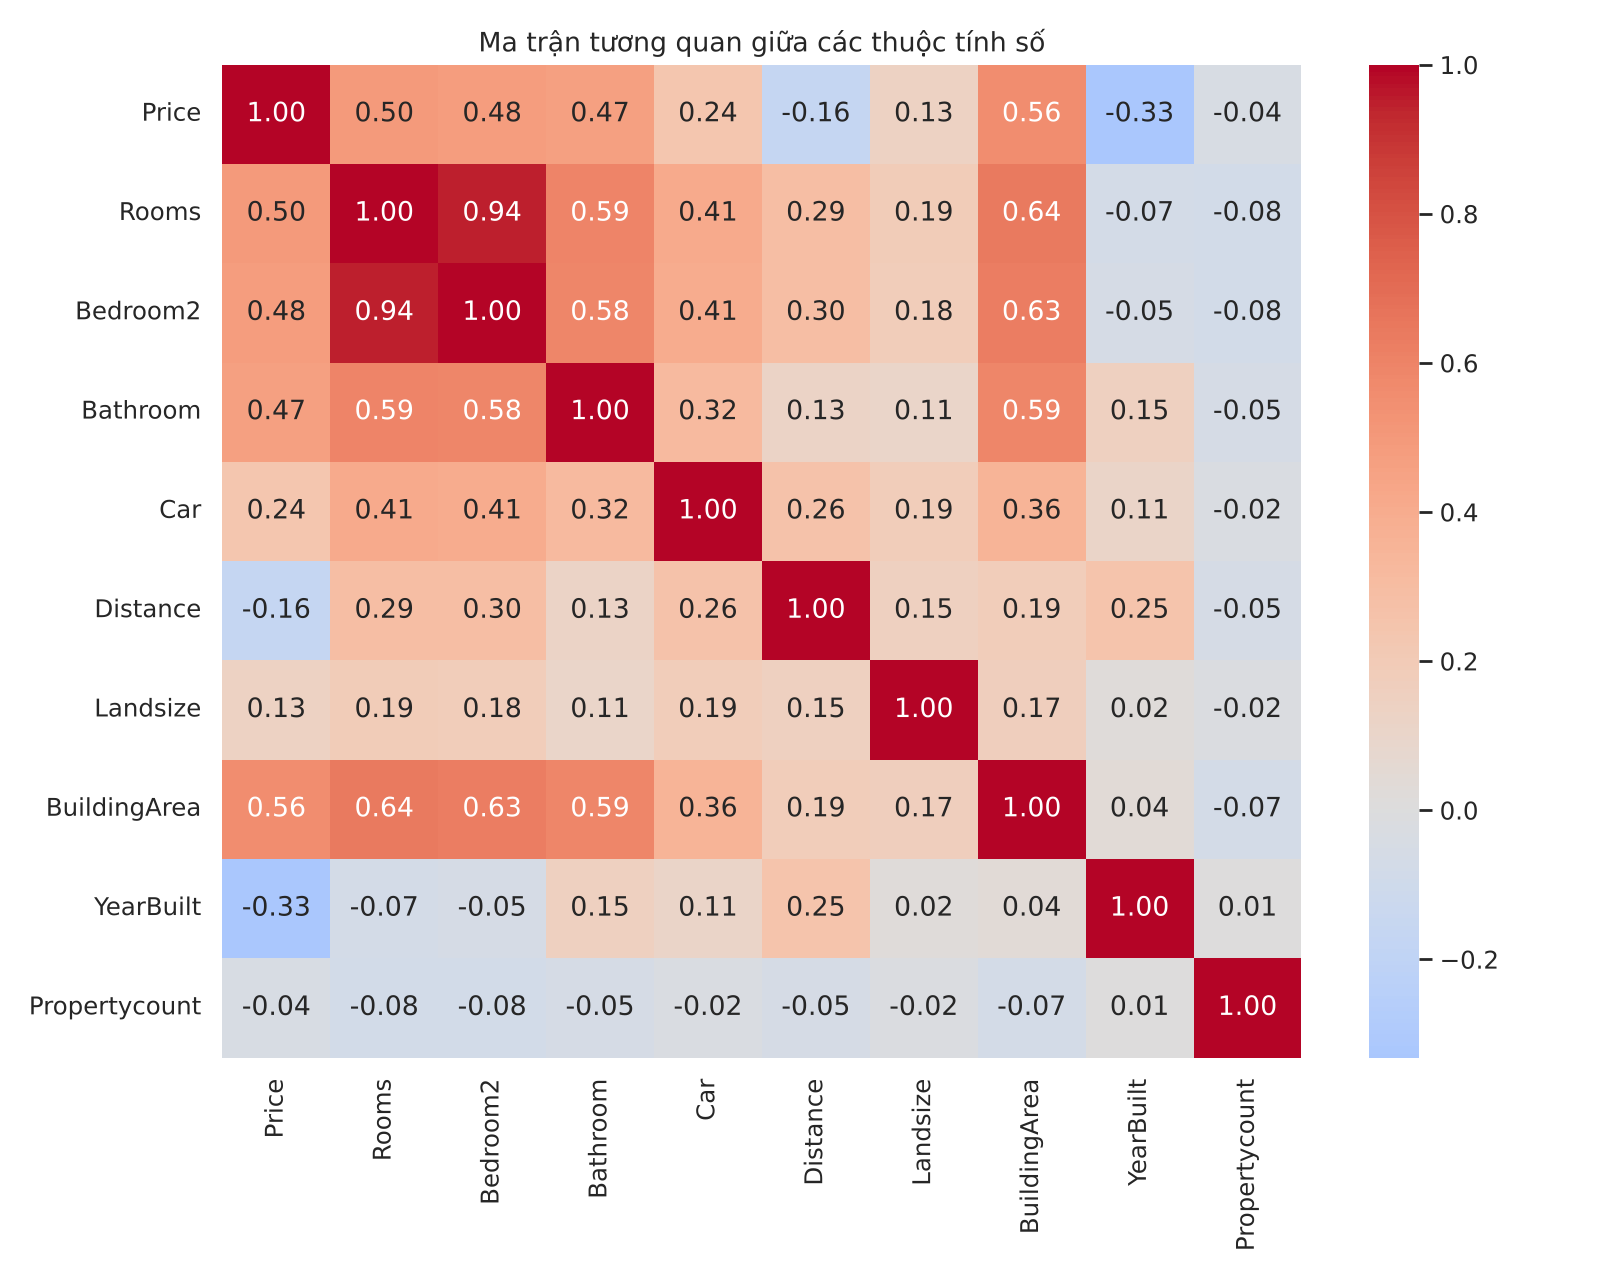 Ma trận tương quan giữa các thuộc tính số
Price 1.00 0.50 0.48 0.47 0.24 -0.16 0.13 0.56 -0.33 -0.04
Rooms 0.50 1.00 0.94 0.59 0.41 0.29 0.19 0.64 -0.07 -0.08
Bedroom2 0.48 0.94 1.00 0.58 0.41 0.30 0.18 0.63 -0.05 -0.08
Bathroom 0.47 0.59 0.58 1.00 0.32 0.13 0.11 0.59 0.15 -0.05
Car 0.24 0.41 0.41 0.32 1.00 0.26 0.19 0.36 0.11 -0.02
Distance -0.16 0.29 0.30 0.13 0.26 1.00 0.15 0.19 0.25 -0.05
Landsize 0.13 0.19 0.18 0.11 0.19 0.15 1.00 0.17 0.02 -0.02
BuildingArea 0.56 0.64 0.63 0.59 0.36 0.19 0.17 1.00 0.04 -0.07
YearBuilt -0.33 -0.07 -0.05 0.15 0.11 0.25 0.02 0.04 1.00 0.01
Propertycount -0.04 -0.08 -0.08 -0.05 -0.02 -0.05 -0.02 -0.07 0.01 1.00
Price Rooms Bedroom2 Bathroom Car Distance Landsize BuildingArea YearBuilt Propertycount
1.0
0.8
0.6
0.4
0.2
0.0
−0.2